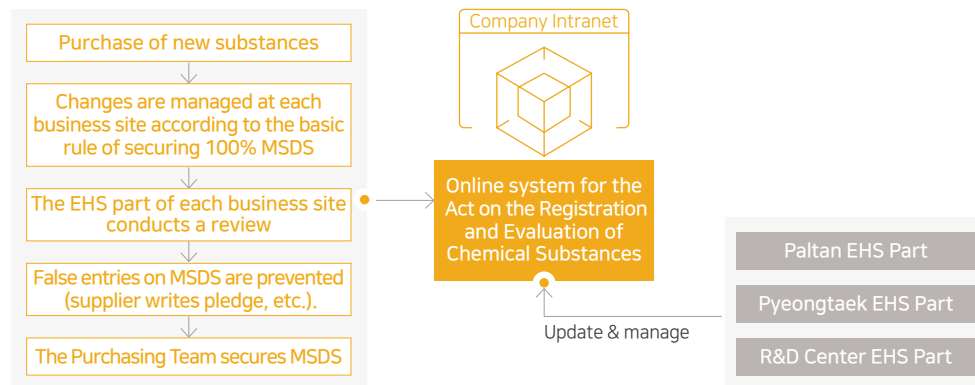 Purchase of new substances
Changes are managed at each
business site according to the basic
rule of securing 100% MSDS
The EHS part of each business site
conducts a review
False entries on MSDS are prevented
(supplier writes pledge, etc.).
The Purchasing Team secures MSDS
Company Intranet
Online system for the
Act on the Registration
and Evaluation of
Chemical Substances
Update & manage
Paltan EHS Part
Pyeongtaek EHS Part
R&D Center EHS Part